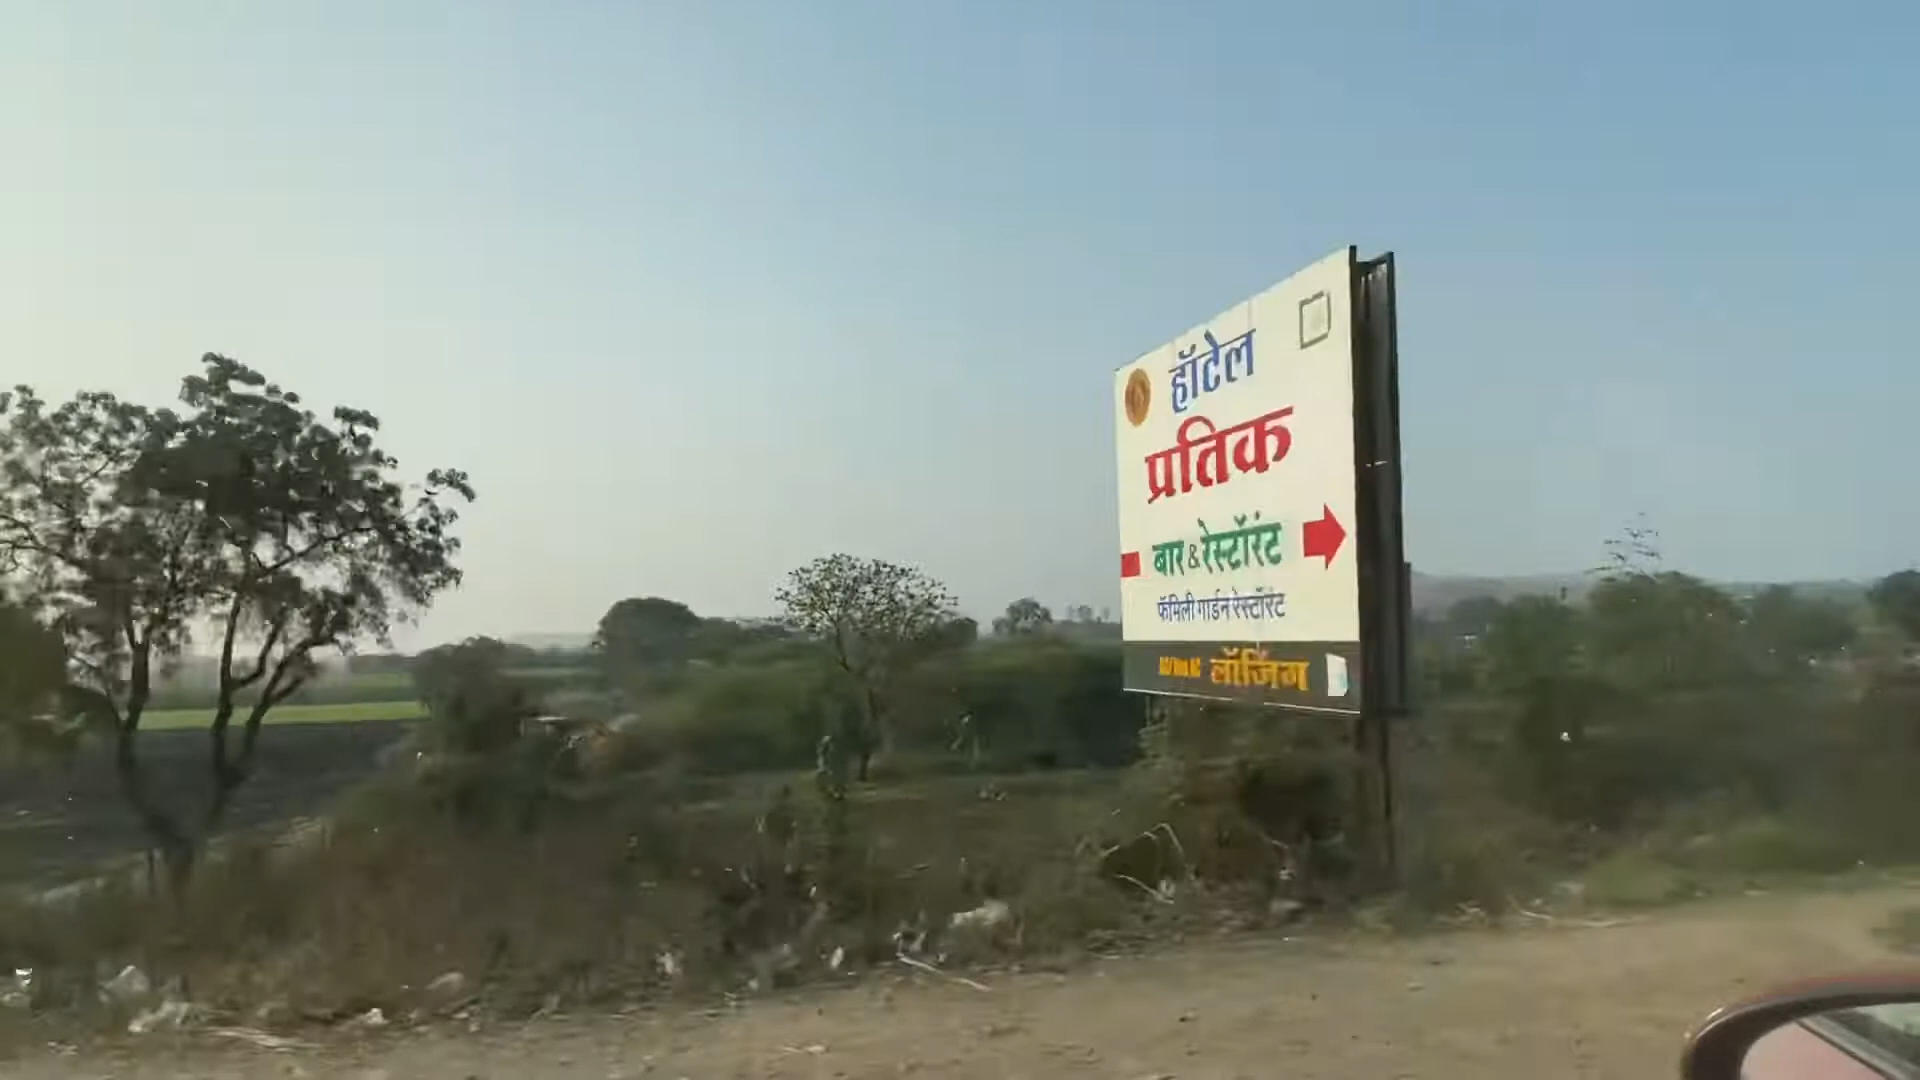 हॉटेल
प्रतिक
बार & रेस्टॉरंट
फॅमिली गार्डन रेस्टॉरंट
लॉजिंग